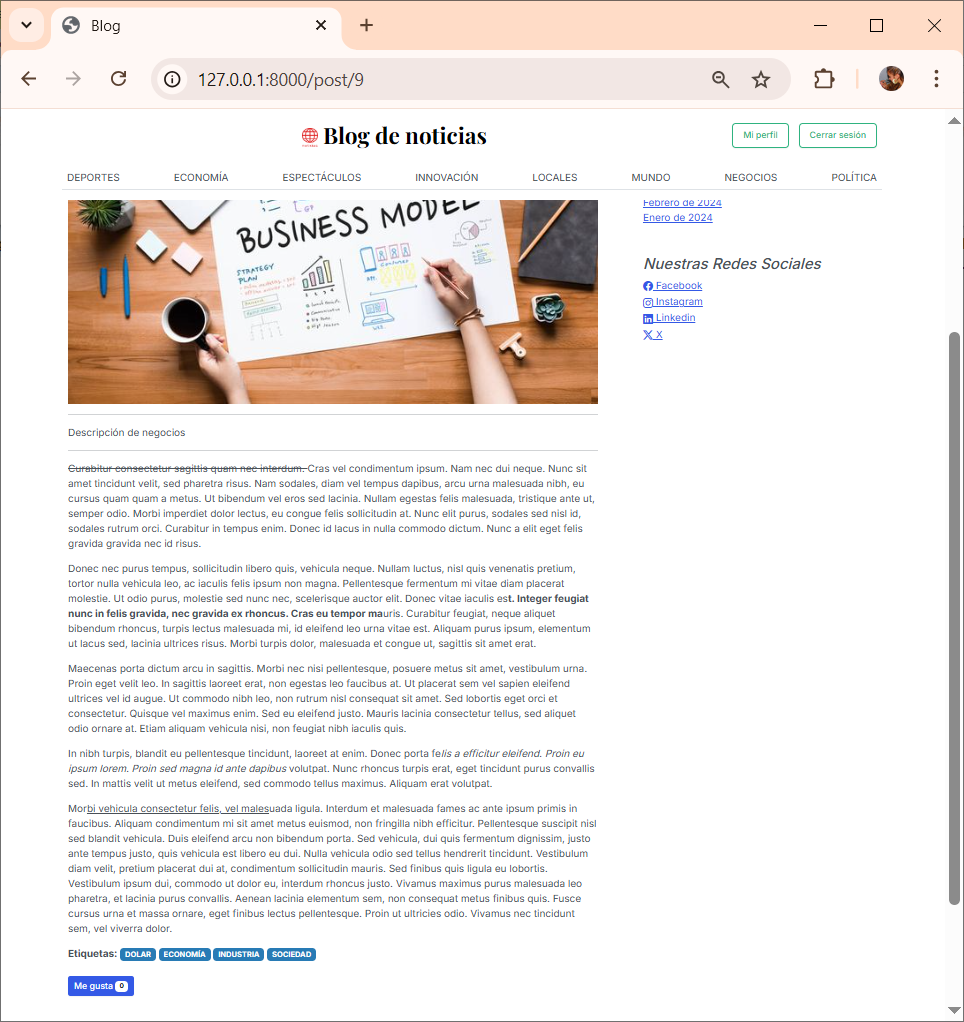 Blog
127.0.0.1:8000/post/9
Blog de noticias
Mi perfil
Cerrar sesión
DEPORTES
ECONOMÍA
ESPECTÁCULOS
INNOVACIÓN
LOCALES
MUNDO
NEGOCIOS
POLÍTICA
BUSINESS MODEL
STRATEGY
PLAN
Febrero de 2024
Enero de 2024
Nuestras Redes Sociales
Facebook
Instagram
Linkedin
X
Descripción de negocios
Curabitur consectetur sagittis quam nec interdum. Cras vel condimentum ipsum. Nam nec dui neque. Nunc sit
amet tincidunt velit, sed pharetra risus. Nam sodales, diam vel tempus dapibus, arcu urna malesuada nibh, eu
cursus quam quam a metus. Ut bibendum vel eros sed lacinia. Nullam egestas felis malesuada, tristique ante ut,
semper odio. Morbi imperdiet dolor lectus, eu congue felis sollicitudin at. Nunc elit purus, sodales sed nisl id,
sodales rutrum orci. Curabitur in tempus enim. Donec id lacus in nulla commodo dictum. Nunc a elit eget felis
gravida gravida nec id risus.
Donec nec purus tempus, sollicitudin libero quis, vehicula neque. Nullam luctus, nisl quis venenatis pretium,
tortor nulla vehicula leo, ac iaculis felis ipsum non magna. Pellentesque fermentum mi vitae diam placerat
molestie. Ut odio purus, molestie sed nunc nec, scelerisque auctor elit. Donec vitae iaculis est. Integer feugiat
nunc in felis gravida, nec gravida ex rhoncus. Cras eu tempor mauris. Curabitur feugiat, neque aliquet
bibendum rhoncus, turpis lectus malesuada mi, id eleifend leo urna vitae est. Aliquam purus ipsum, elementum
ut lacus sed, lacinia ultrices risus. Morbi turpis dolor, malesuada et congue ut, sagittis sit amet erat.
Maecenas porta dictum arcu in sagittis. Morbi nec nisi pellentesque, posuere metus sit amet, vestibulum urna.
Proin eget velit leo. In sagittis laoreet erat, non egestas leo faucibus at. Ut placerat sem vel sapien eleifend
ultrices vel id augue. Ut commodo nibh leo, non rutrum nisl consequat sit amet. Sed lobortis eget orci et
consectetur. Quisque vel maximus enim. Sed eu eleifend justo. Mauris lacinia consectetur tellus, sed aliquet
odio ornare at. Etiam aliquam vehicula nisi, non feugiat nibh iaculis quis.
In nibh turpis, blandit eu pellentesque tincidunt, laoreet at enim. Donec porta felis a efficitur eleifend. Proin eu
ipsum lorem. Proin sed magna id ante dapibus volutpat. Nunc rhoncus turpis erat, eget tincidunt purus convallis
sed. In mattis velit ut metus eleifend, sed commodo tellus maximus. Aliquam erat volutpat.
Morbi vehicula consectetur felis, vel malesuada ligula. Interdum et malesuada fames ac ante ipsum primis in
faucibus. Aliquam condimentum mi sit amet metus euismod, non fringilla nibh efficitur. Pellentesque suscipit nisl
sed blandit vehicula. Duis eleifend arcu non bibendum porta. Sed vehicula, dui quis fermentum dignissim, justo
ante tempus justo, quis vehicula est libero eu dui. Nulla vehicula odio sed tellus hendrerit tincidunt. Vestibulum
diam velit, pretium placerat dui at, condimentum sollicitudin mauris. Sed finibus quis ligula eu lobortis.
Vestibulum ipsum dui, commodo ut dolor eu, interdum rhoncus justo. Vivamus maximus purus malesuada leo
pharetra, et lacinia purus convallis. Aenean lacinia elementum sem, non consequat metus finibus quis. Fusce
cursus urna et massa ornare, eget finibus lectus pellentesque. Proin ut ultricies odio. Vivamus nec tincidunt
sem, vel viverra dolor.
Etiquetas: DOLAR ECONOMÍA INDUSTRIA SOCIEDAD
Me gusta 0